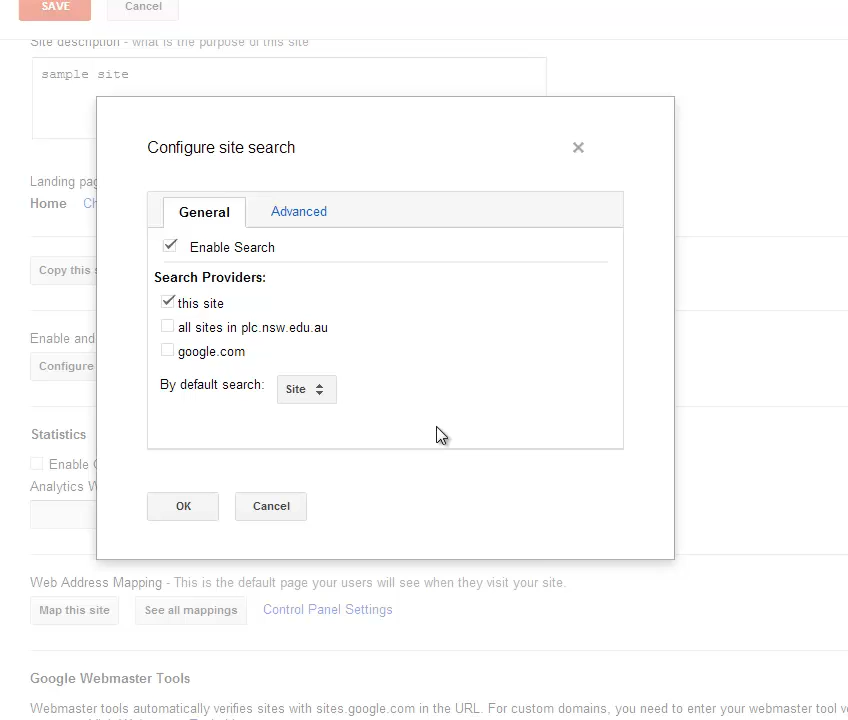 SAVE
Cancel
Site description - what is the purpose of this site
sample site
Configure site search
Landing pag
Home Ch
General
Advanced
Enable Search
Copy this s
Search Providers:
this site
all sites in plc.nsw.edu.au
Enable and
google.com
Configure
By default search: Site
Statistics
Enable G
Analytics W
OK
Cancel
Web Address Mapping - This is the default page your users will see when they visit your site.
Map this site
See all mappings
Control Panel Settings
Google Webmaster Tools
Webmaster tools automatically verifies sites with sites.google.com in the URL. For custom domains, you need to enter your webmaster tool ve